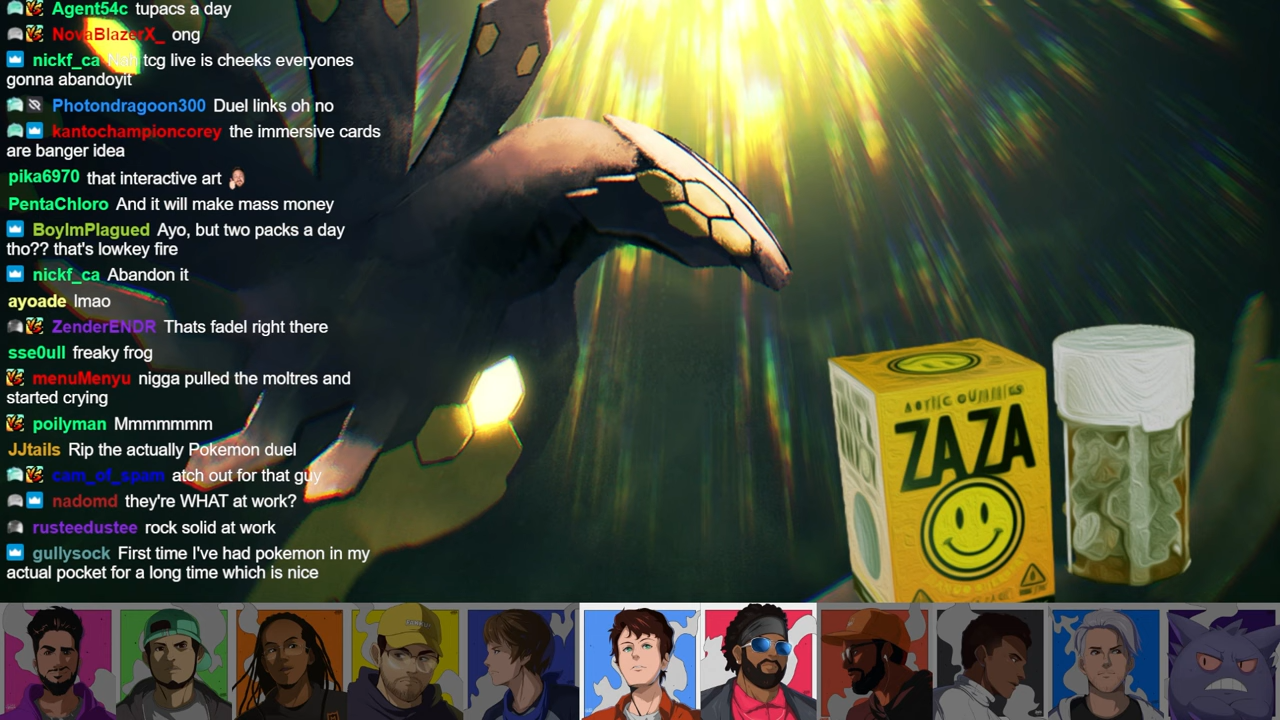 Agent54c tupacs a day
NovaBlazerX_ ong
nickf_ca Nah tcg live is cheeks everyones
gonna abandoyit
Photondragoon300 Duel links oh no
kantochampioncorey the immersive cards
are banger idea
pika6970 that interactive art
PentaChloro And it will make mass money
BoyImPlagued Ayo, but two packs a day
tho?? that's lowkey fire
nickf_ca Abandon it
ayoade lmao
ZenderENDR Thats fadel right there
sse0ull freaky frog
menuMenyu nigga pulled the moltres and
started crying
poilyman Mmmmmmm
JJtails Rip the actually Pokemon duel
cam_of_spam atch out for that guy
nadomd they're WHAT at work?
rusteedustee rock solid at work
gullysock First time I've had pokemon in my
actual pocket for a long time which is nice
ZAZA